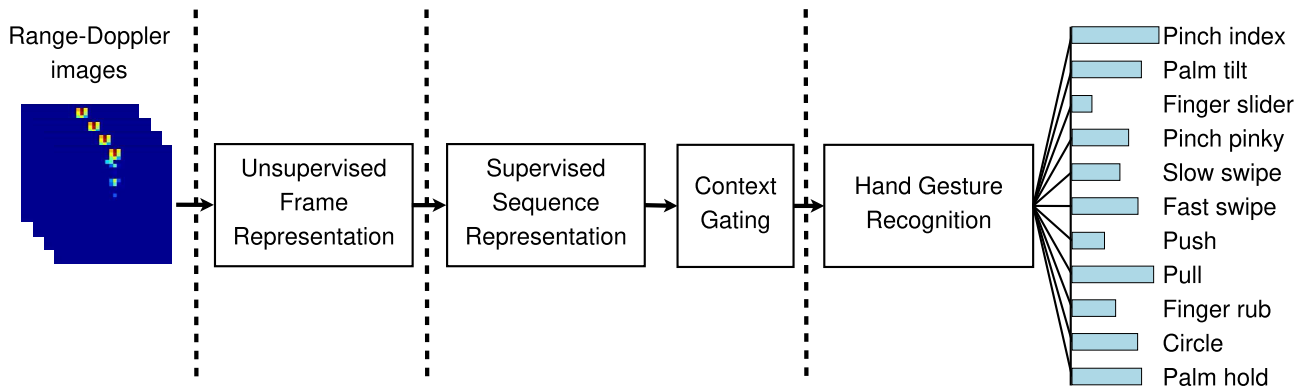 Range-Doppler
images
Unsupervised
Frame
Representation
Supervised
Sequence
Representation
Context
Gating
Hand Gesture
Recognition
Pinch index
Palm tilt
Finger slider
Pinch pinky
Slow swipe
Fast swipe
Push
Pull
Finger rub
Circle
Palm hold